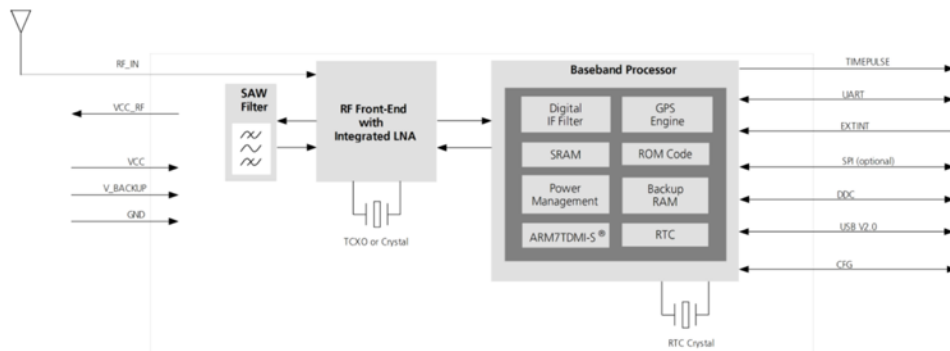 RF_IN
VCC_RF
VCC
V_BACKUP
GND
SAW
Filter
RF Front-End
with
Integrated LNA
TCXO or Crystal
Baseband Processor
Digital
IF Filter
GPS
Engine
SRAM
ROM Code
Power
Management
Backup
RAM
ARM7TDMI-S ®
RTC
RTC Crystal
TIMEPULSE
UART
EXTINT
SPI (optional)
DDC
USB V2.0
CFG